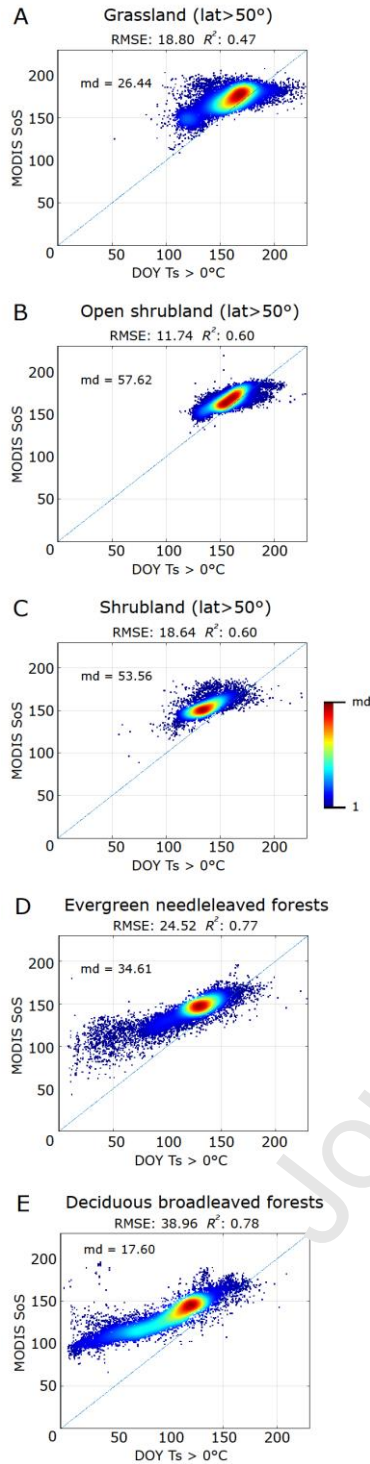 A Grassland (lat>50º)
RMSE: 18.80 R²: 0.47
md = 26.44
200
150
100
50
0
MODIS SoS
50 100 150 200
DOY Ts > 0°C
B Open shrubland (lat>50º)
RMSE: 11.74 R²: 0.60
md = 57.62
200
150
100
50
0
MODIS SoS
50 100 150 200
DOY Ts > 0°C
C Shrubland (lat>50º)
RMSE: 18.64 R²: 0.60
md = 53.56
200
150
100
50
0
MODIS SoS
50 100 150 200
DOY Ts > 0°C
md
1
D Evergreen needleleaved forests
RMSE: 24.52 R²: 0.77
md = 34.61
200
150
100
50
0
MODIS SoS
50 100 150 200
DOY Ts > 0°C
Jo
E Deciduous broadleaved forests
RMSE: 38.96 R²: 0.78
md = 17.60
200
150
100
50
0
MODIS SoS
50 100 150 200
DOY Ts > 0°C